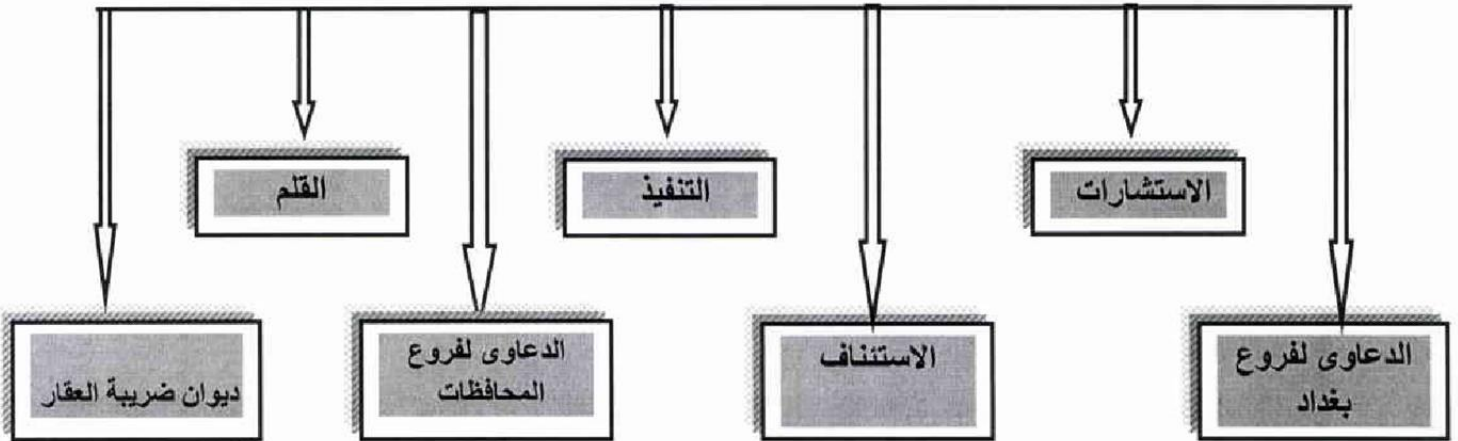 الاستشارات
التنفيذ
القلم
الدعاوى لفروع
بغداد
الاستئناف
الدعاوى لفروع
المحافظات
ديوان ضريبة العقار